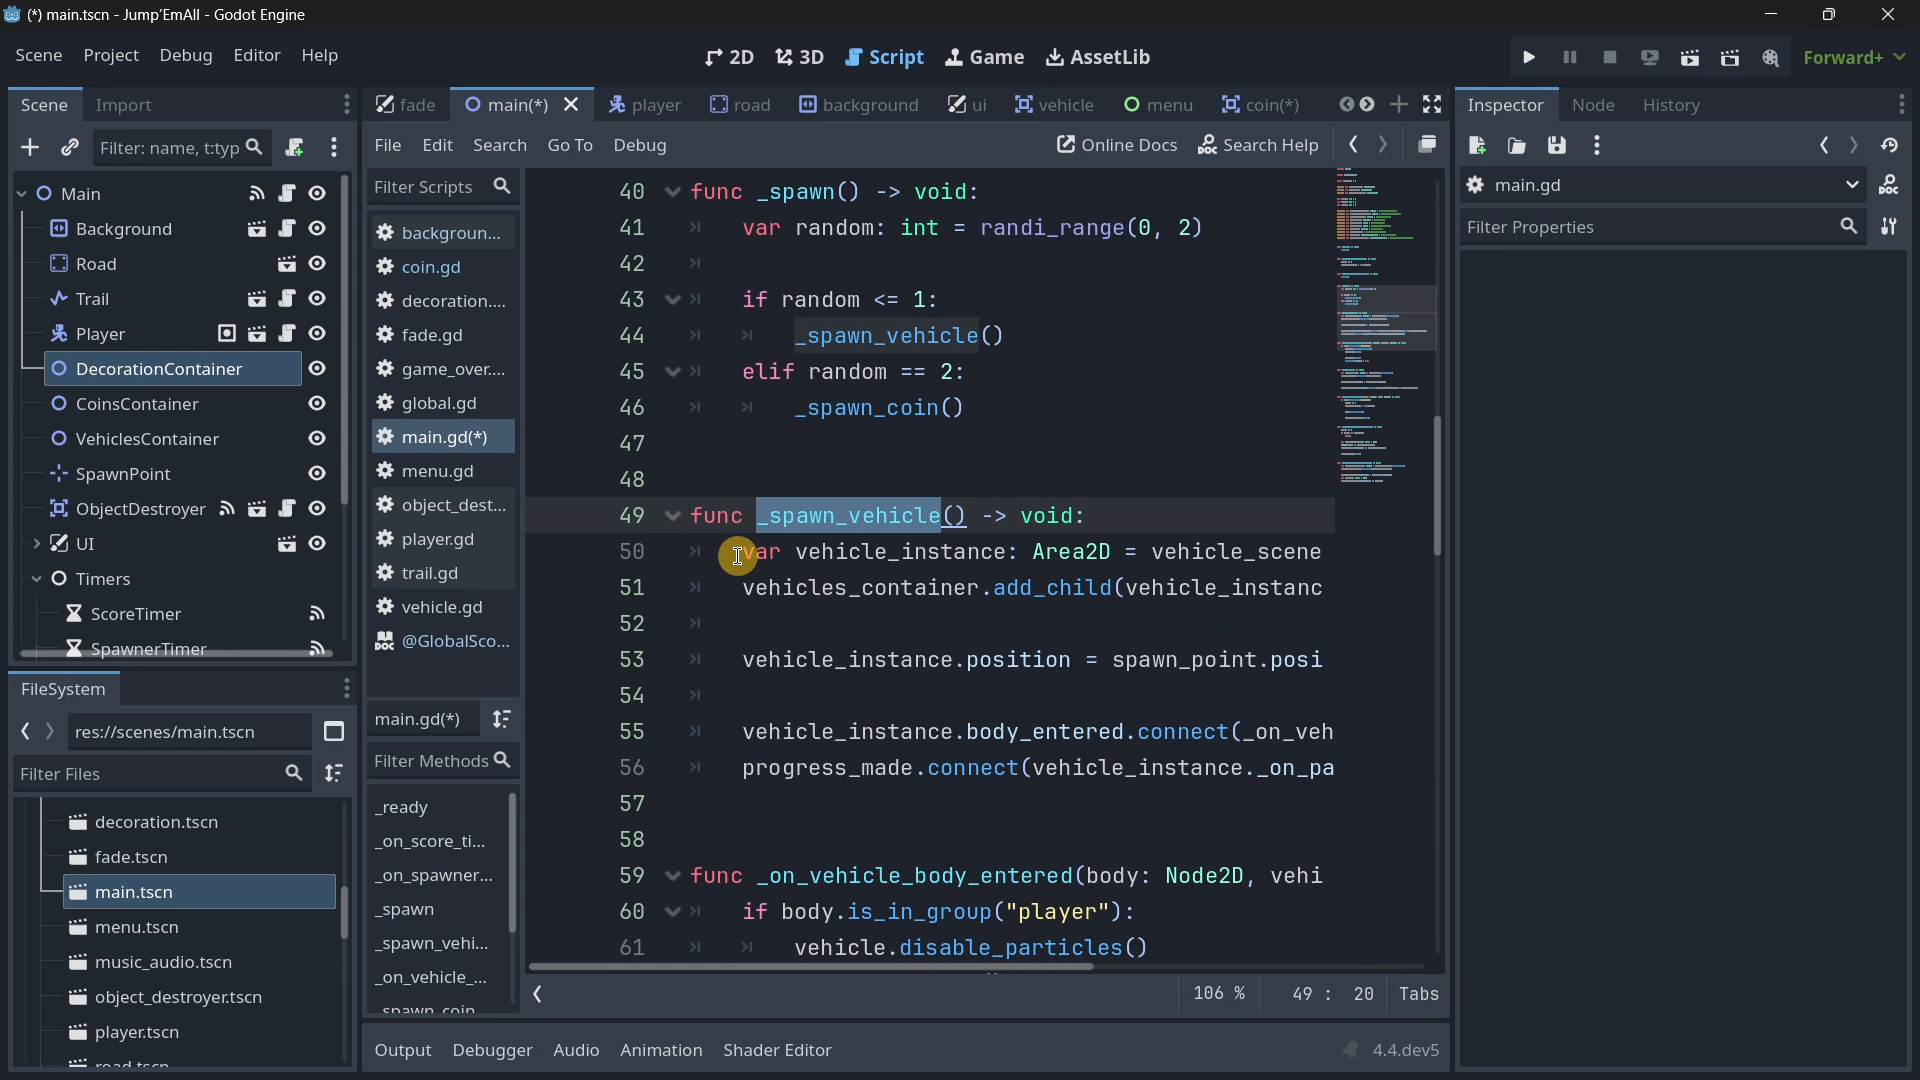 (*) main.tscn - Jump'EmAll - Godot Engine
Scene Project Debug Editor Help
2D 3D Script Game AssetLib
Forward+
Scene Import
fade main(*) player road background ui vehicle menu coin(*)
Inspector Node History
Filter: name, t:typ
File Edit Search Go To Debug
Online Docs Search Help
main.gd
Filter Properties
Main
Background
Road
Trail
Player
DecorationContainer
CoinsContainer
VehiclesContainer
SpawnPoint
ObjectDestroyer
UI
Timers
ScoreTimer
SpawnerTimer
FileSystem
res://scenes/main.tscn
Filter Files
decoration.tscn
fade.tscn
main.tscn
menu.tscn
music_audio.tscn
object_destroyer.tscn
player.tscn
road.tscn
Filter Scripts
backgroun...
coin.gd
decoration....
fade.gd
game_over....
global.gd
main.gd(*)
menu.gd
object_dest...
player.gd
trail.gd
vehicle.gd
DOC @GlobalSco...
main.gd(*)
Filter Methods
_ready
_on_score_ti...
_on_spawner...
_spawn
_spawn_vehi...
_on_vehicle_...
_spawn_coin
40 func _spawn() -> void:
41 var random: int = randi_range(0, 2)
42
43 if random <= 1:
44 _spawn_vehicle()
45 elif random == 2:
46 _spawn_coin()
47
48
49 func _spawn_vehicle() -> void:
50 var vehicle_instance: Area2D = vehicle_scene
51 vehicles_container.add_child(vehicle_instanc
52
53 vehicle_instance.position = spawn_point.posi
54
55 vehicle_instance.body_entered.connect(_on_veh
56 progress_made.connect(vehicle_instance._on_pa
57
58
59 func _on_vehicle_body_entered(body: Node2D, vehi
60 if body.is_in_group("player"):
61 vehicle.disable_particles()
106 % 49 : 20 Tabs
Output Debugger Audio Animation Shader Editor
4.4.dev5